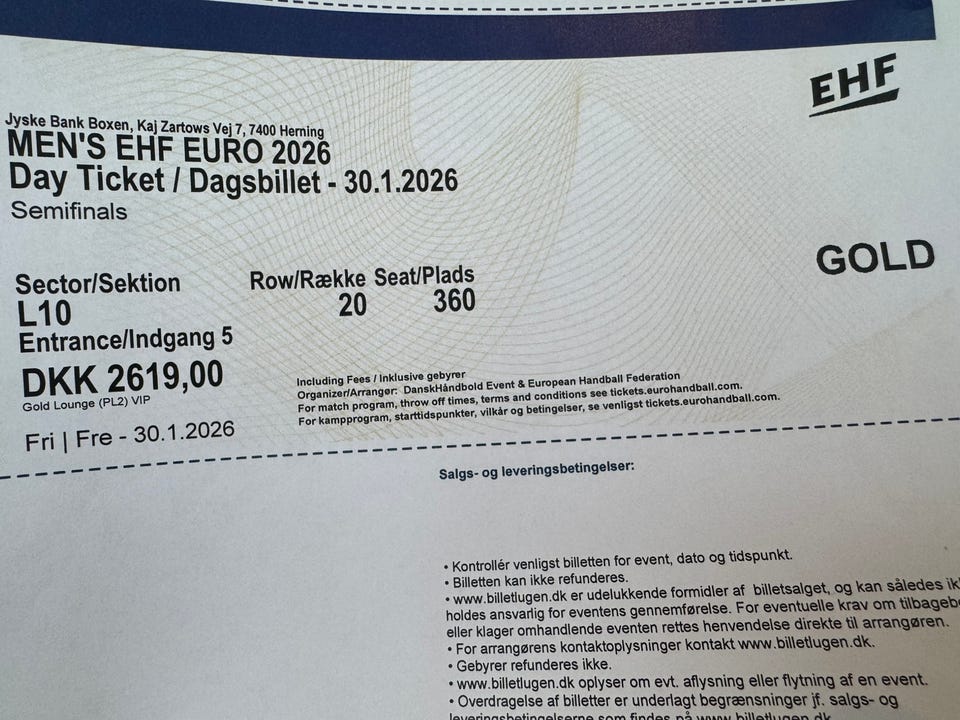 EHF
Jyske Bank Boxen, Kaj Zartows Vej 7, 7400 Herning
MEN'S EHF EURO 2026
Day Ticket / Dagsbillet - 30.1.2026
Semifinals
GOLD
Sector/Sektion Row/Række Seat/Plads
L10 20 360
Entrance/Indgang 5
DKK 2619,00
Gold Lounge (PL2) VIP
Including Fees / Inklusive gebyrer
Organizer/Arrangør: DanskHåndbold Event & European Handball Federation
For match program, throw off times, terms and conditions see tickets.eurohandball.com.
For kampprogram, starttidspunkter, vilkår og betingelser, se venligst tickets.eurohandball.com.
Fri | Fre - 30.1.2026
Salgs- og leveringsbetingelser:
• Kontrollér venligst billetten for event, dato og tidspunkt.
• Billetten kan ikke refunderes.
• www.billetlugen.dk er udelukkende formidler af billetsalget, og kan således
holdes ansvarlig for eventens gennemførelse. For eventuelle krav om
eller klager omhandlende eventen rettes henvendelse direkte til arrangøren.
• For arrangørens kontaktoplysninger kontakt www.billetlugen.dk.
• Gebyrer refunderes ikke.
• www.billetlugen.dk oplyser om evt. aflysning eller flytning af en event.
• Overdragelse af billetter er underlagt begrænsninger jf. salgs- og
leveringsbetingelserne som findes på www.billetlugen.dk